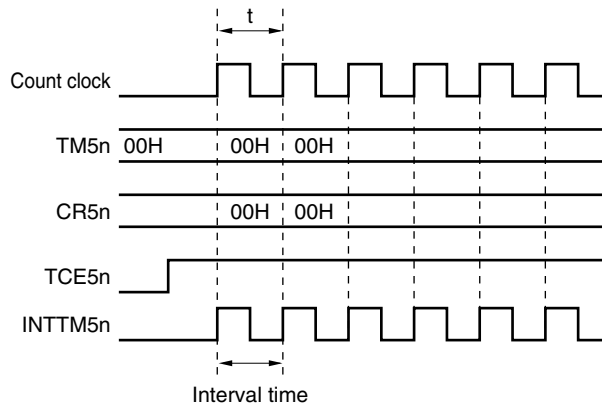 t
Count clock
TM5n 00H 00H 00H
CR5n 00H 00H
TCE5n
INTTM5n
Interval time